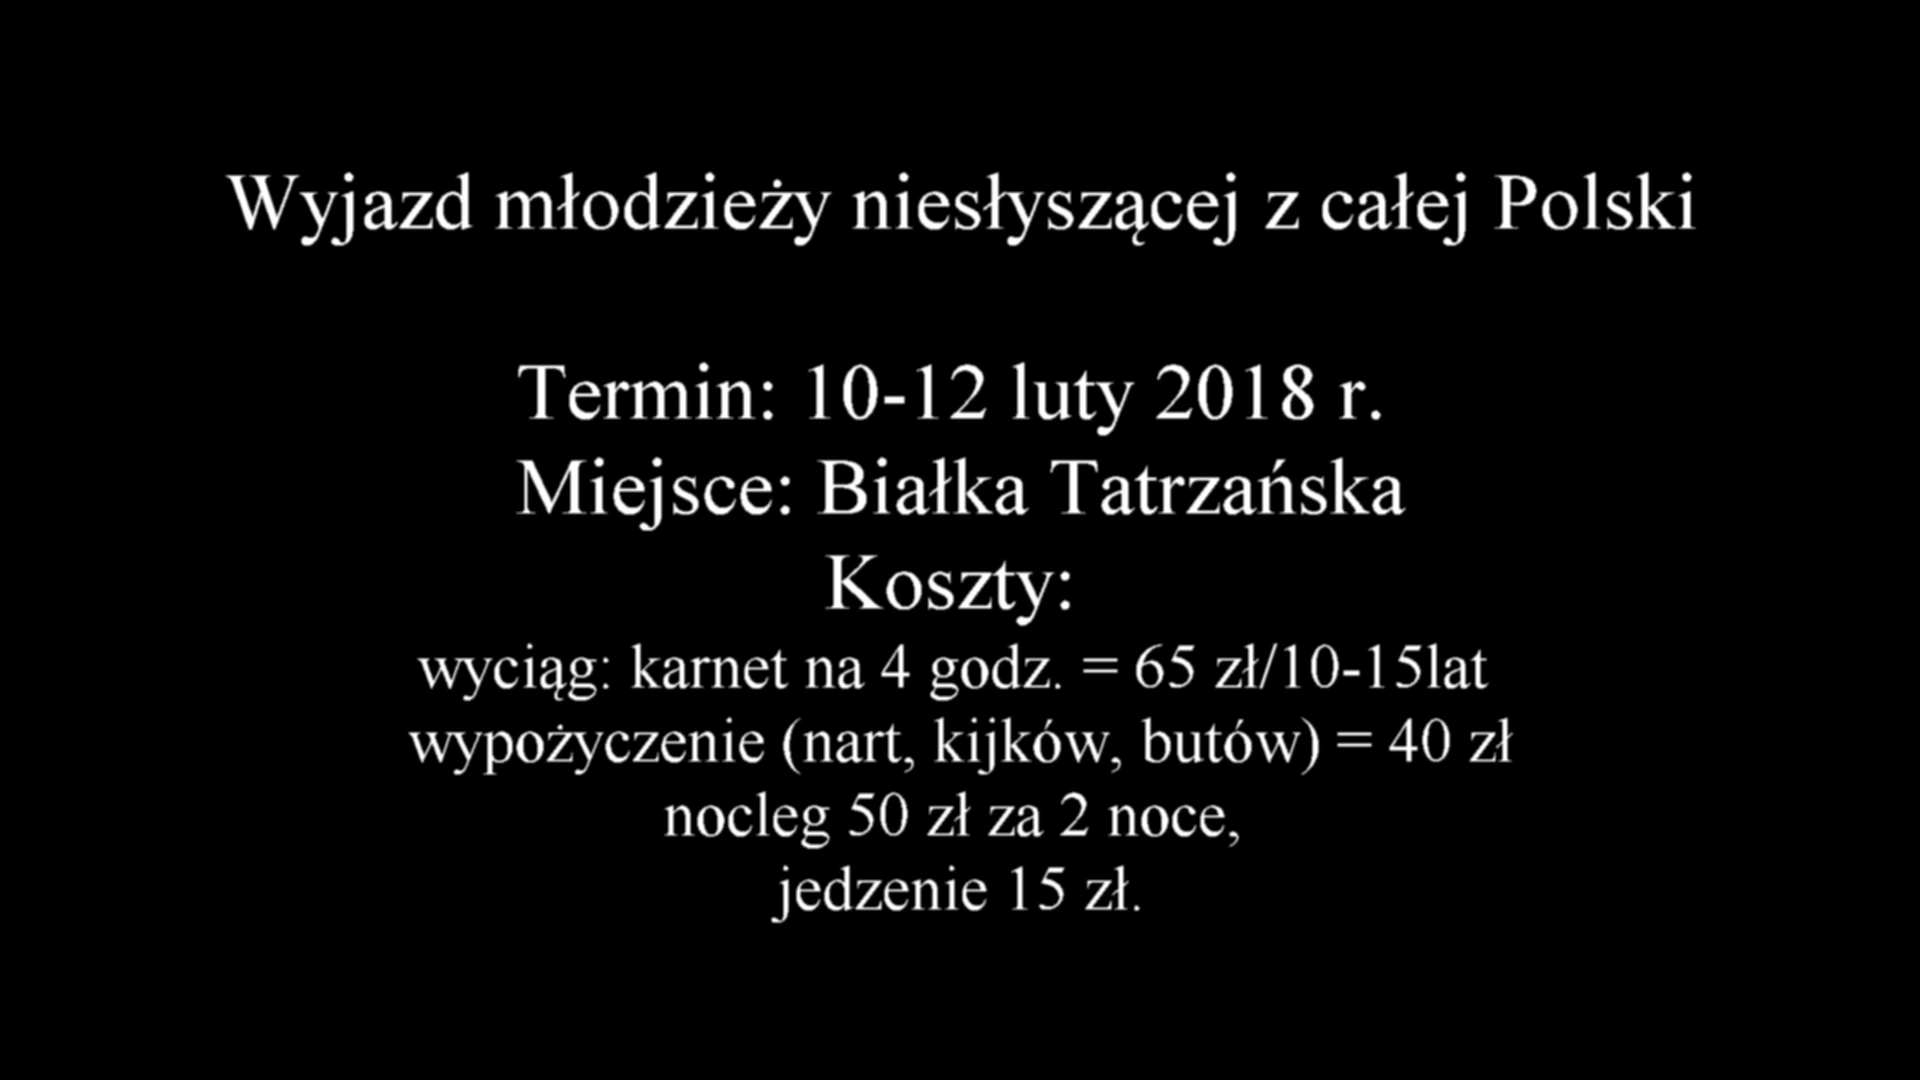 Wyjazd młodzieży niesłyszącej z całej Polski
Termin: 10-12 luty 2018 r.
Miejsce: Białka Tatrzańska
Koszty:
wyciąg: karnet na 4 godz. = 65 zł/10-15lat
wypożyczenie (nart, kijków, butów) = 40 zł
nocleg 50 zł za 2 noce,
jedzenie 15 zł.